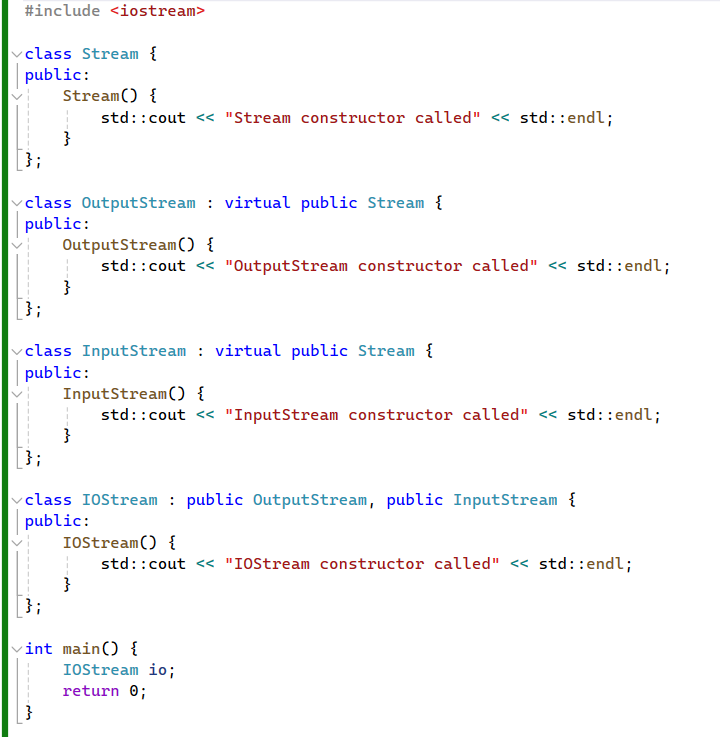 #include <iostream>

class Stream {
public:
    Stream() {
        std::cout << "Stream constructor called" << std::endl;
    }
};

class OutputStream : virtual public Stream {
public:
    OutputStream() {
        std::cout << "OutputStream constructor called" << std::endl;
    }
};

class InputStream : virtual public Stream {
public:
    InputStream() {
        std::cout << "InputStream constructor called" << std::endl;
    }
};

class IOStream : public OutputStream, public InputStream {
public:
    IOStream() {
        std::cout << "IOStream constructor called" << std::endl;
    }
};

int main() {
    IOStream io;
    return 0;
}